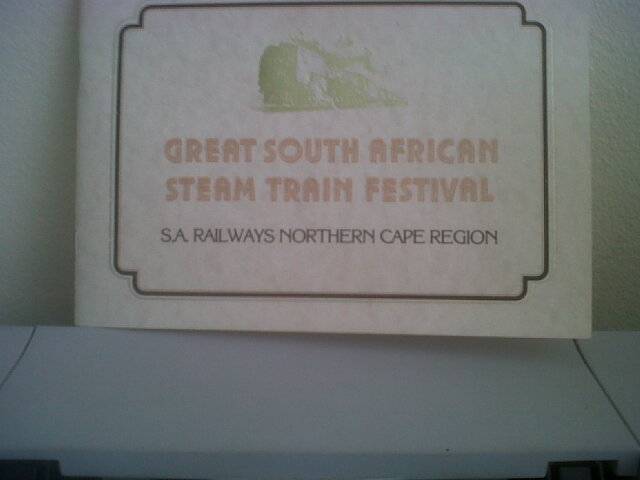 GREAT SOUTH AFRICAN
STEAM TRAIN FESTIVAL
S.A. RAILWAYS NORTHERN CAPE REGION